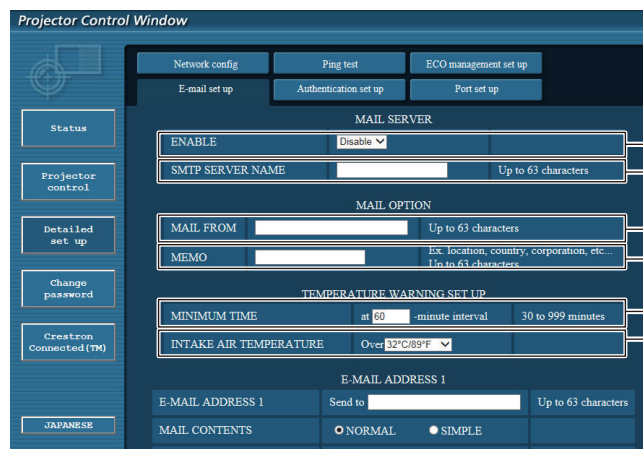 Projector Control Window
Network config
Ping test
ECO management set up
E-mail set up
Authentication set up
Port set up
Status
Projector
control
Detailed
set up
Change
password
Crestron
Connected(TM)
JAPANESE
MAIL SERVER
ENABLE Disable
SMTP SERVER NAME Up to 63 characters
MAIL OPTION
MAIL FROM Up to 63 characters
MEMO Ex. location, country, corporation, etc...
Up to 63 characters
TEMPERATURE WARNING SET UP
MINIMUM TIME at 60 -minute interval 30 to 999 minutes
INTAKE AIR TEMPERATURE Over 32°C/89°F
E-MAIL ADDRESS 1
E-MAIL ADDRESS 1 Send to Up to 63 characters
MAIL CONTENTS NORMAL SIMPLE